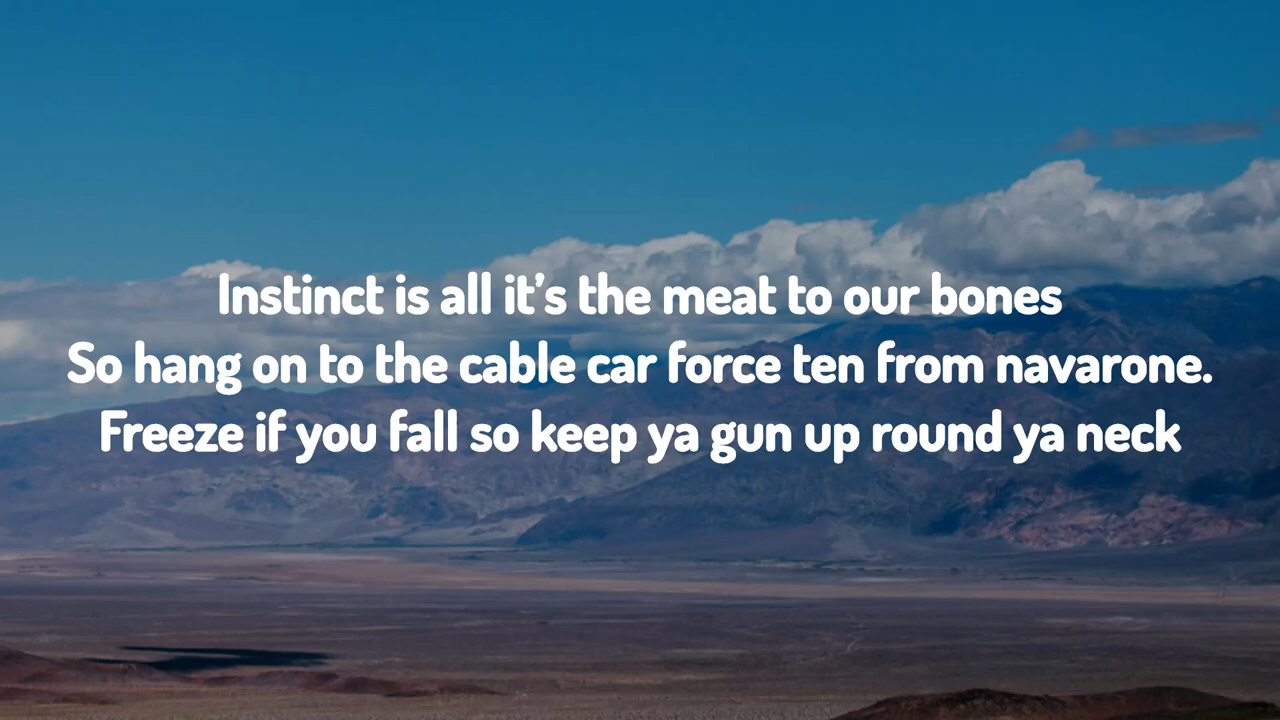 Instinct is all it’s the meat to our bones
So hang on to the cable car force ten from navarone.
Freeze if you fall so keep ya gun up round ya neck